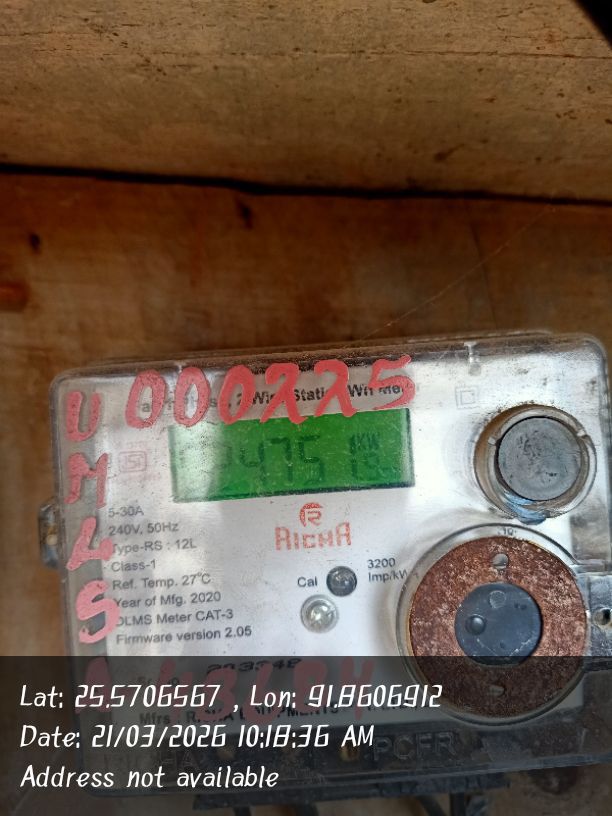 U 0000225
M
L
S
2475
KW
RICHA
5-30A
240V, 50Hz
Type-RS : 12L
Class-1
Ref. Temp. 27°C
Year of Mfg. 2020
DLMS Meter CAT-3
Firmware version 2.05
Cal
3200
Imp/kW
Lat: 25.5706567 , Lon: 91.8606912
Date: 21/03/2026 10:18:36 AM
Address not available